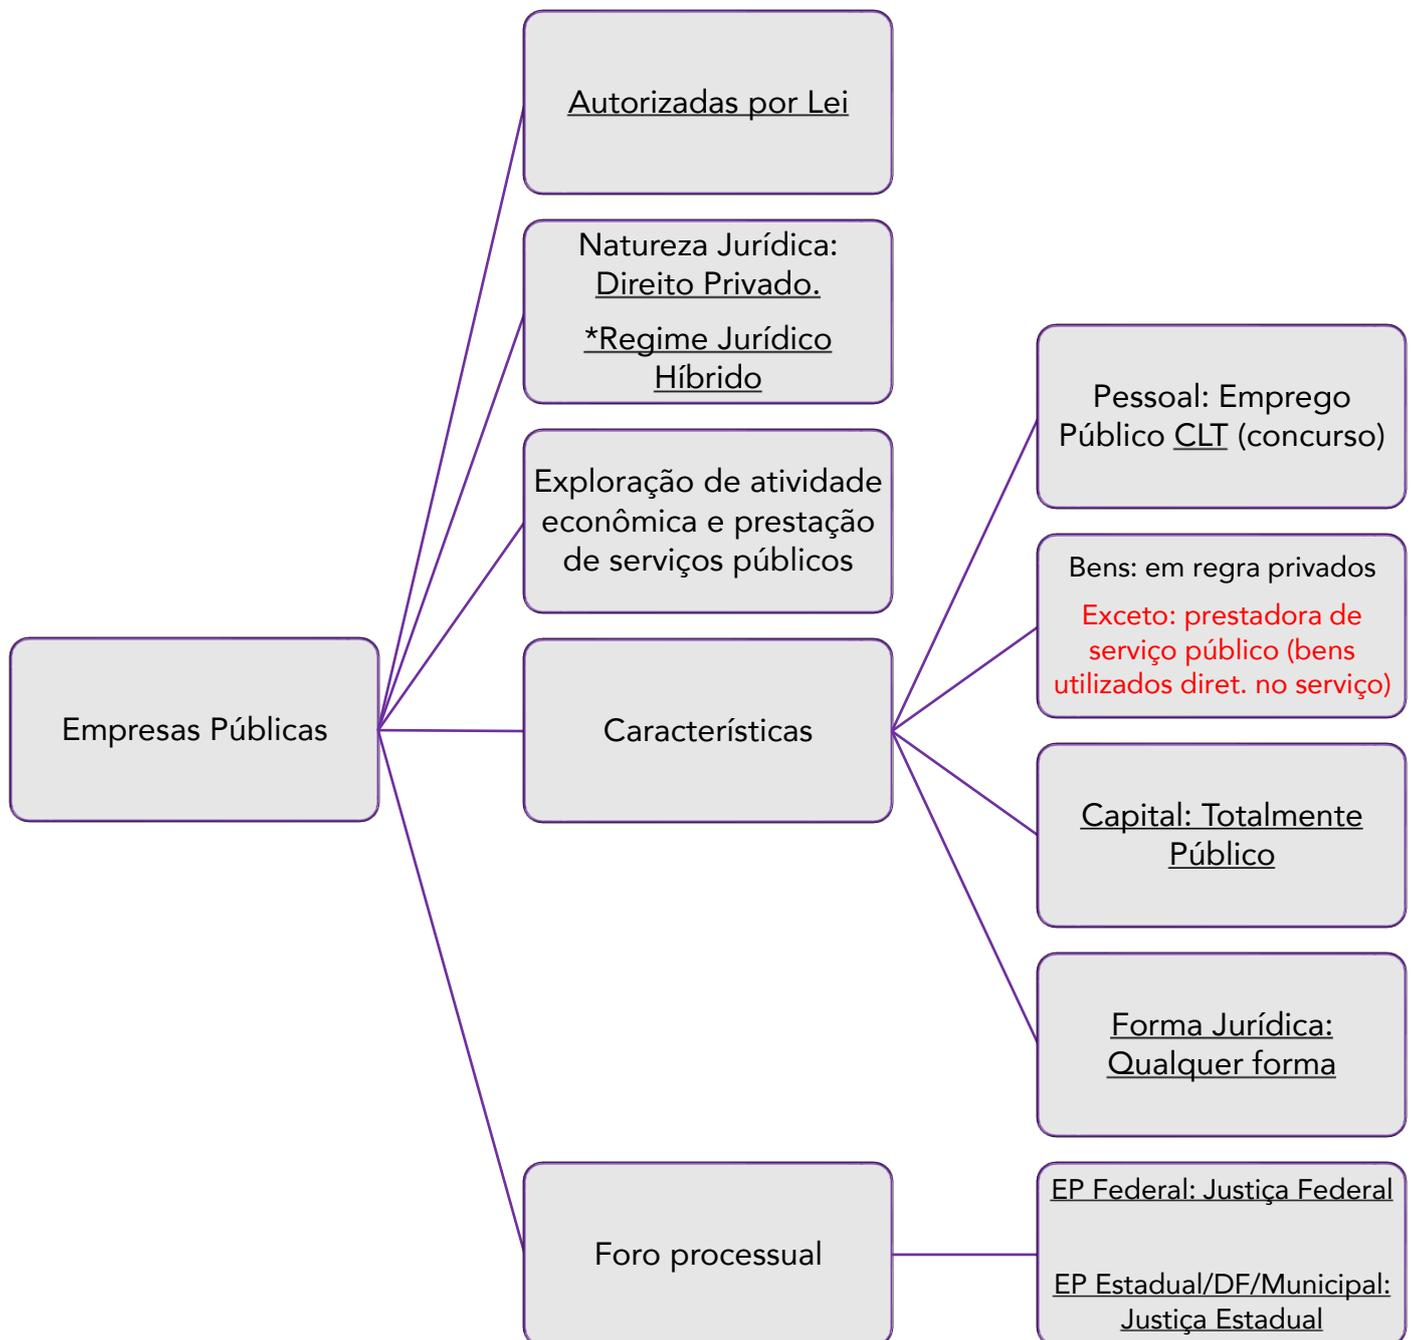 Autorizadas por Lei
Natureza Jurídica:
Direito Privado.
*Regime Jurídico
Híbrido
Exploração de atividade
econômica e prestação
de serviços públicos
Empresas Públicas
Características
Pessoal: Emprego
Público CLT (concurso)
Bens: em regra privados
Exceto: prestadora de
serviço público (bens
utilizados diret. no serviço)
Capital: Totalmente
Público
Forma Jurídica:
Qualquer forma
Foro processual
EP Federal: Justiça Federal
EP Estadual/DF/Municipal:
Justiça Estadual